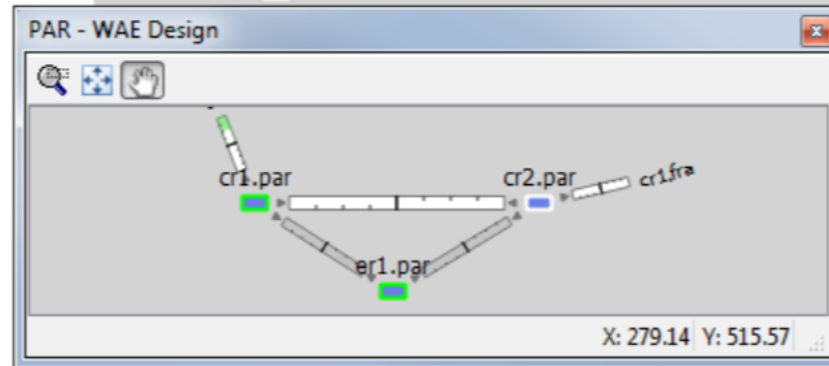 PAR - WAE Design
cr1.par
cr2.par
cr1.fra
er1.par
X: 279.14 Y: 515.57